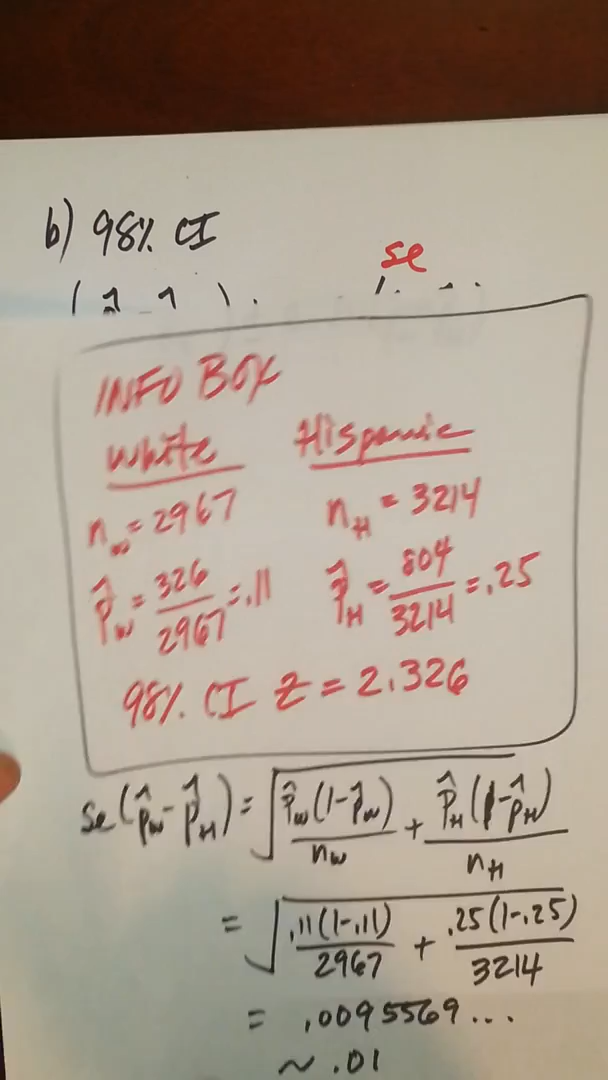 b) 98% CI
se
INFO BOX
White Hispanic
n_w = 2967 n_H = 3214
p̂_w = 326/2967 = .11 p̂_H = 804/3214 = .25
98% CI Z = 2.326
se(p̂_w - p̂_H) = √(p̂_w(1-p̂_w)/n_w + p̂_H(1-p̂_H)/n_H)
= √(.11(1-.11)/2967 + .25(1-.25)/3214)
= .0095569...
~ .01